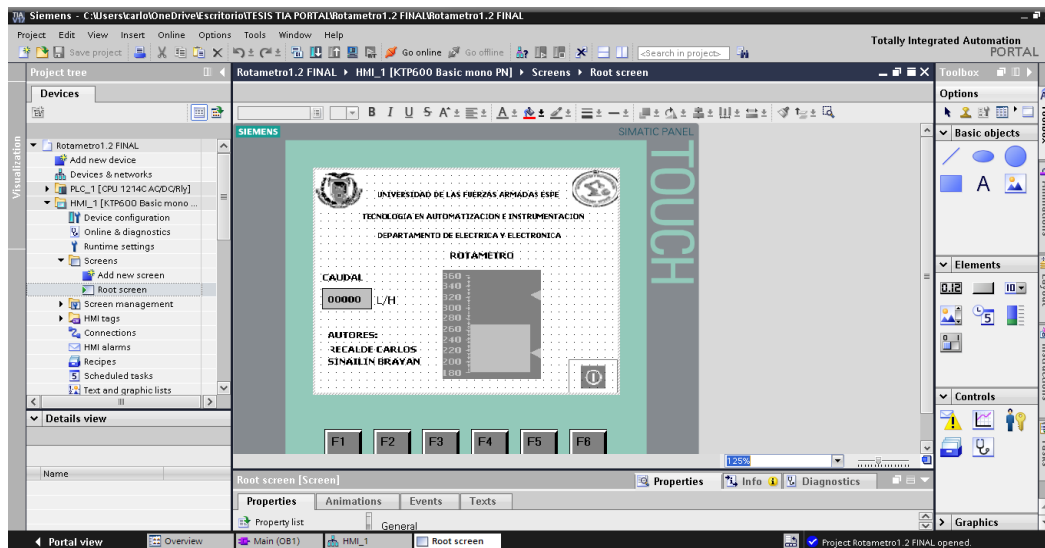 Siemens - C:\Users\carlo\OneDrive\Escritorio\TESIS TIA PORTAL\Rotametro1.2 FINAL\Rotametro1.2 FINAL
Project Edit View Insert Online Options Tools Window Help
Totally Integrated Automation
PORTAL
Save project
Go online
Go offline
<Search in project>
Project tree
Rotametro1.2 FINAL
HMI_1 [KTP600 Basic mono PN]
Screens
Root screen
Toolbox
Devices
Options
B I U S A
Visualization
Rotametro1.2 FINAL
Add new device
Devices & networks
PLC_1 [CPU 1214C AC/DC/Rly]
HMI_1 [KTP600 Basic mono ...
Device configuration
Online & diagnostics
Runtime settings
Screens
Add new screen
Root screen
Screen management
HMI tags
Connections
HMI alarms
Recipes
Scheduled tasks
Text and graphic lists
Details view
Name
SIEMENS
SIMATIC PANEL
TOUCH
UNIVERSIDAD DE LAS FUERZAS ARMADAS ESPE
TECNOLOGIA EN AUTOMATIZACION E INSTRUMENTACION
DEPARTAMENTO DE ELECTRICA Y ELECTRONICA
ROTAMETRO
CAUDAL
00000 L/H
360
340
320
300
280
260
240
220
200
180
AUTORES:
RECALDE CARLOS
SINAILIN BRAYAN
F1 F2 F3 F4 F5 F6
125%
Basic objects
A
Elements
Controls
Graphics
Tasks
Root screen [Screen]
Properties
Info
Diagnostics
Properties Animations Events Texts
Property list
General
Portal view
Overview
Main (OB1)
HMI_1
Root screen
Project Rotametro1.2 FINAL opened.